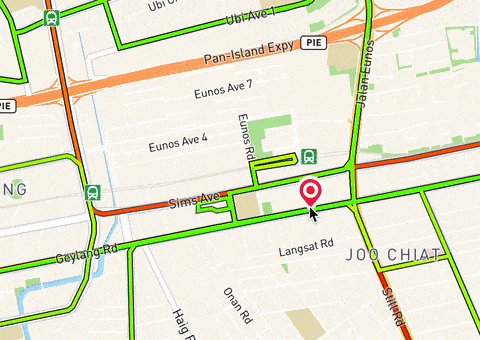 Ubi
Ubi Ave 1
Pan-Island Expy
PIE
Jalan Eunos
Eunos Ave 7
PIE
Eunos Ave 4
Eunos Rd
NG
Sims Ave
Geylang Rd
Langsat Rd
JOO CHIAT
Onan Rd
Haig
Still Rd